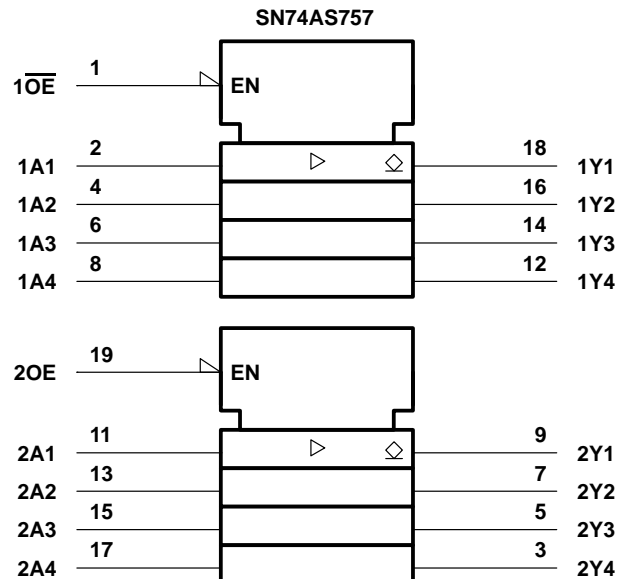 SN74AS757
1O̅E̅ 1 EN
1A1 2 18 1Y1
1A2 4 16 1Y2
1A3 6 14 1Y3
1A4 8 12 1Y4
2OE 19 EN
2A1 11 9 2Y1
2A2 13 7 2Y2
2A3 15 5 2Y3
2A4 17 3 2Y4